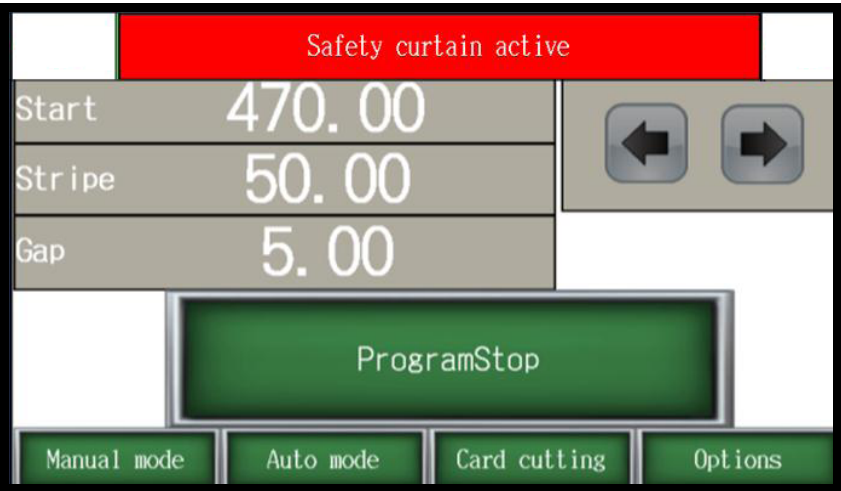 Safety curtain active
Start 470.00
Stripe 50.00
Gap 5.00
ProgramStop
Manual mode Auto mode Card cutting Options